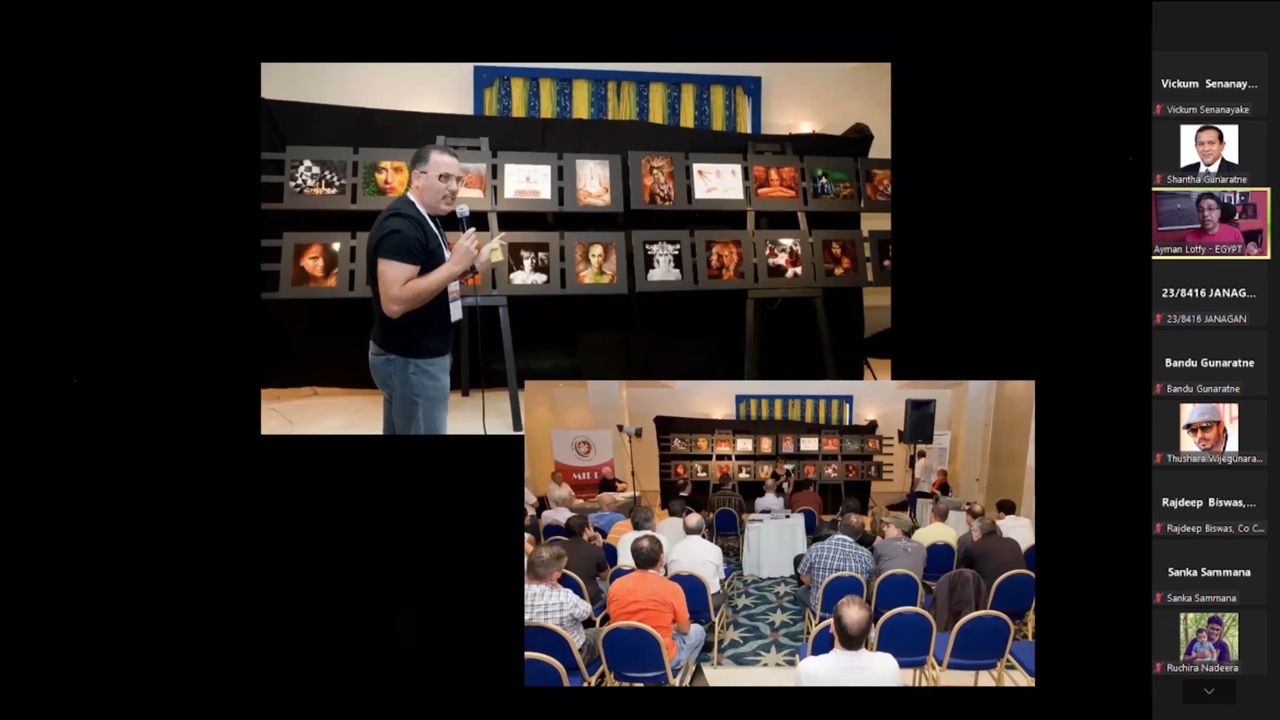 Vickum Senanay...
Vickum Senanayake
Shantha Gunaratne
Ayman Lotfy - EGYPT
23/8416 JANAG...
23/8416 JANAGAN
Bandu Gunaratne
Bandu Gunaratne
Thushara Wijegunara...
Rajdeep Biswas,...
Rajdeep Biswas, Co C...
Sanka Sammana
Sanka Sammana
Ruchira Nadeera